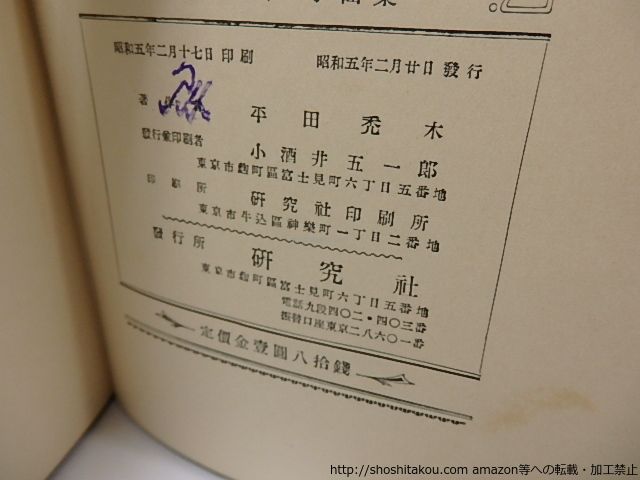 昭和五年二月十七日印刷
昭和五年二月廿日發行
平田禿木
發行兼印刷者
小酒井五一郎
東京市麹町區富士見町六丁目五番地
印刷所
研究社印刷所
東京市牛込區神樂町一丁目二番地
發行所
研究社
東京市麹町區富士見町六丁目五番地
電話九段四〇二・四〇三番
振替口座東京二八六〇一番
定價金壹圓八拾錢
http://shoshitakou.com amazon等への転載・加工禁止